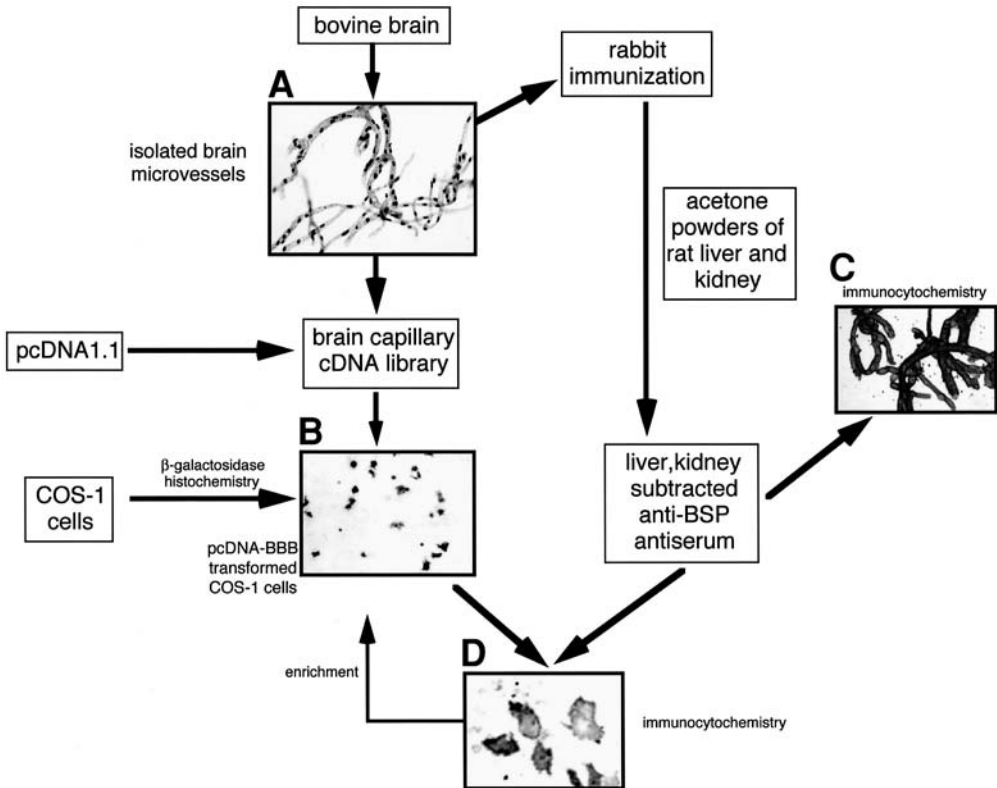 bovine brain
rabbit
immunization
A
isolated brain
microvessels
acetone
powders of
rat liver and
kidney
C
immunocytochemistry
pcDNA1.1
brain capillary
cDNA library
B
β-galactosidase
histochemistry
COS-1
cells
liver,kidney
subtracted
anti-BSP
antiserum
pcDNA-BBB
transformed
COS-1 cells
enrichment
D
immunocytochemistry